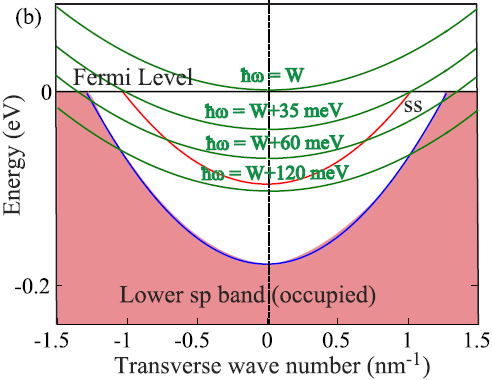 (b)
Fermi Level
ħω = W
0
ħω = W+35 meV
ss
ħω = W+60 meV
ħω = W+120 meV
Energy (eV)
-0.2
Lower sp band (occupied)
-1.5 -1 -0.5 0 0.5 1 1.5
Transverse wave number (nm-1)